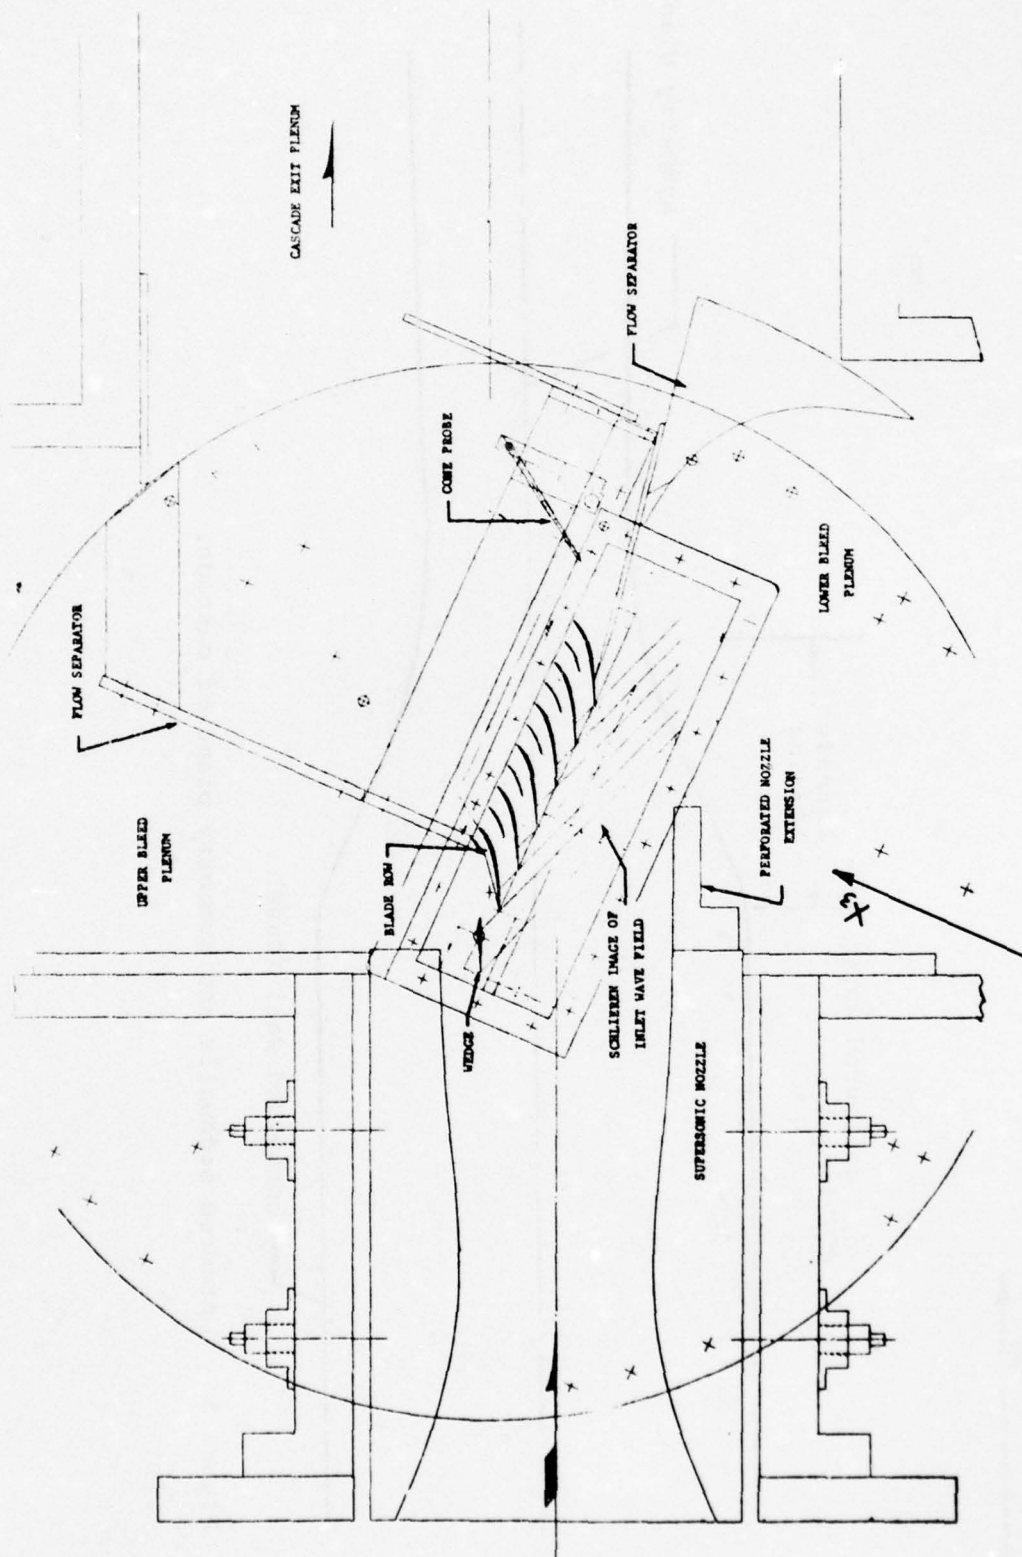 CASCADE EXIT PLENUM
FLOW SEPARATOR
CONE PROBE
FLOW SEPARATOR
LOWER BLEED
PLENUM
UPPER BLEED
PLENUM
BLADE ROW
PERFORATED NOZZLE
EXTENSION
X3
WEDGE
SCHLIEREN IMAGE OF
INLET WAVE FIELD
SUPERSONIC NOZZLE